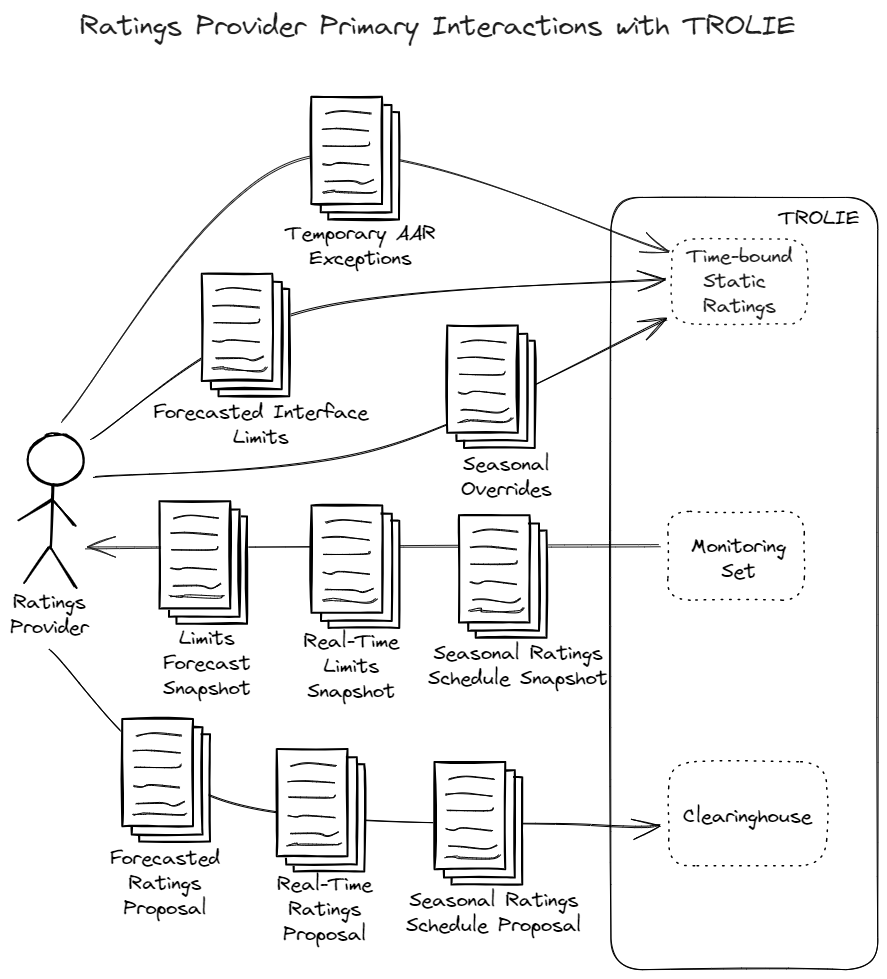 Ratings Provider Primary Interactions with TROLIE
TROLIE
Temporary AAR
Exceptions
Time-bound
Static
Ratings
Forecasted Interface
Limits
Seasonal
Overrides
Ratings
Provider
Monitoring
Set
Limits
Forecast
Snapshot
Real-Time
Limits
Snapshot
Seasonal Ratings
Schedule Snapshot
Clearinghouse
Forecasted
Ratings
Proposal
Real-Time
Ratings
Proposal
Seasonal Ratings
Schedule Proposal